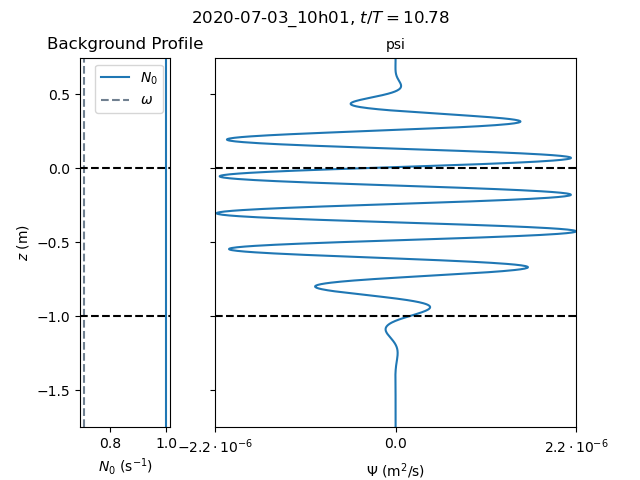 2020-07-03_10h01, t/T = 10.78
Background Profile
psi
N₀
ω
0.5
0.0
−0.5
−1.0
−1.5
z (m)
0.8
1.0
N₀ (s⁻¹)
−2.2 · 10⁻⁶
0.0
2.2 · 10⁻⁶
Ψ (m²/s)